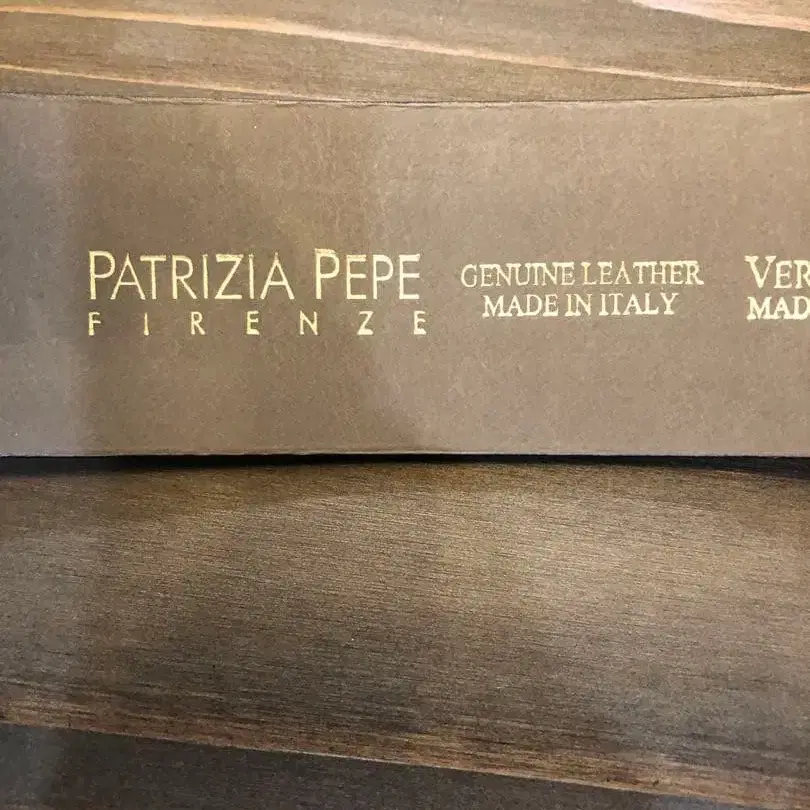 PATRIZIA PEPE
FIRENZE
GENUINE LEATHER
MADE IN ITALY